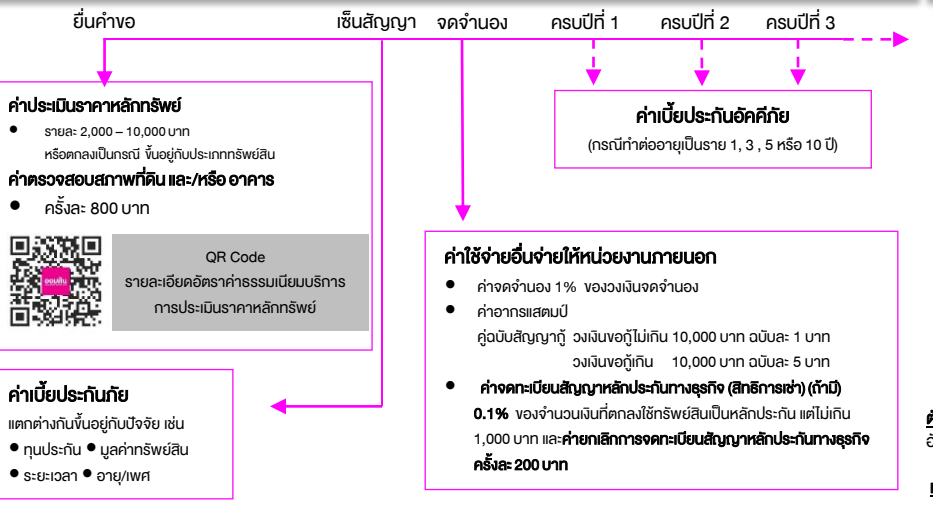 ยื่นคำขอ เซ็นสัญญา จดจำนอง ครบปีที่ 1 ครบปีที่ 2 ครบปีที่ 3
ค่าประเมินราคาหลักทรัพย์
● รายละ 2,000 – 10,000 บาท
หรือตกลงเป็นกรณี ขึ้นอยู่กับประเภททรัพย์สิน
ค่าตรวจสอบสภาพที่ดิน และ/หรือ อาคาร
● ครั้งละ 800 บาท
ออมสิน
QR Code
รายละเอียดอัตราค่าธรรมเนียมบริการ
การประเมินราคาหลักทรัพย์
ค่าเบี้ยประกันภัย
แตกต่างกันขึ้นอยู่กับปัจจัย เช่น
● ทุนประกัน ● มูลค่าทรัพย์สิน
● ระยะเวลา ● อายุ/เพศ
ค่าเบี้ยประกันอัคคีภัย
(กรณีทำต่ออายุเป็นราย 1, 3 , 5 หรือ 10 ปี)
ค่าใช้จ่ายอื่นจ่ายให้หน่วยงานภายนอก
● ค่าจดจำนอง 1% ของวงเงินจดจำนอง
● ค่าอากรแสตมป์
คู่ฉบับสัญญากู้ วงเงินขอกู้ไม่เกิน 10,000 บาท ฉบับละ 1 บาท
วงเงินขอกู้เกิน 10,000 บาท ฉบับละ 5 บาท
● ค่าจดทะเบียนสัญญาหลักประกันทางธุรกิจ (สิทธิการเช่า) (ถ้ามี)
0.1% ของจำนวนเงินที่ตกลงใช้ทรัพย์สินเป็นหลักประกัน แต่ไม่เกิน
1,000 บาท และค่ายกเลิกการจดทะเบียนสัญญาหลักประกันทางธุรกิจ
ครั้งละ 200 บาท